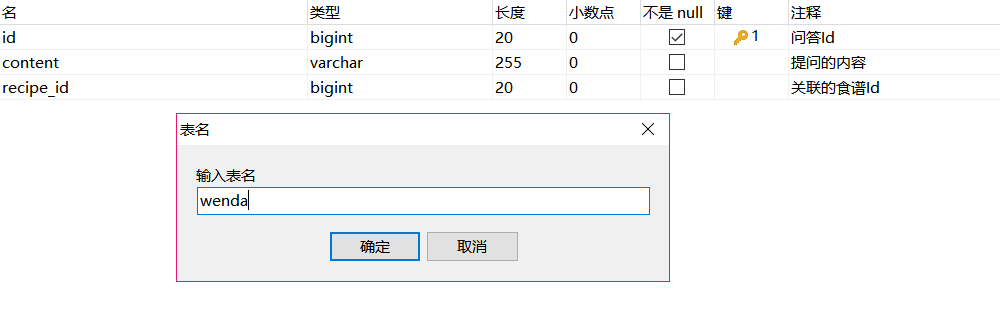 名 类型 长度 小数点 不是 null 键 注释
id bigint 20 0 1 问答Id
content varchar 255 0 提问的内容
recipe_id bigint 20 0 关联的食谱Id
表名
输入表名
wenda
确定 取消